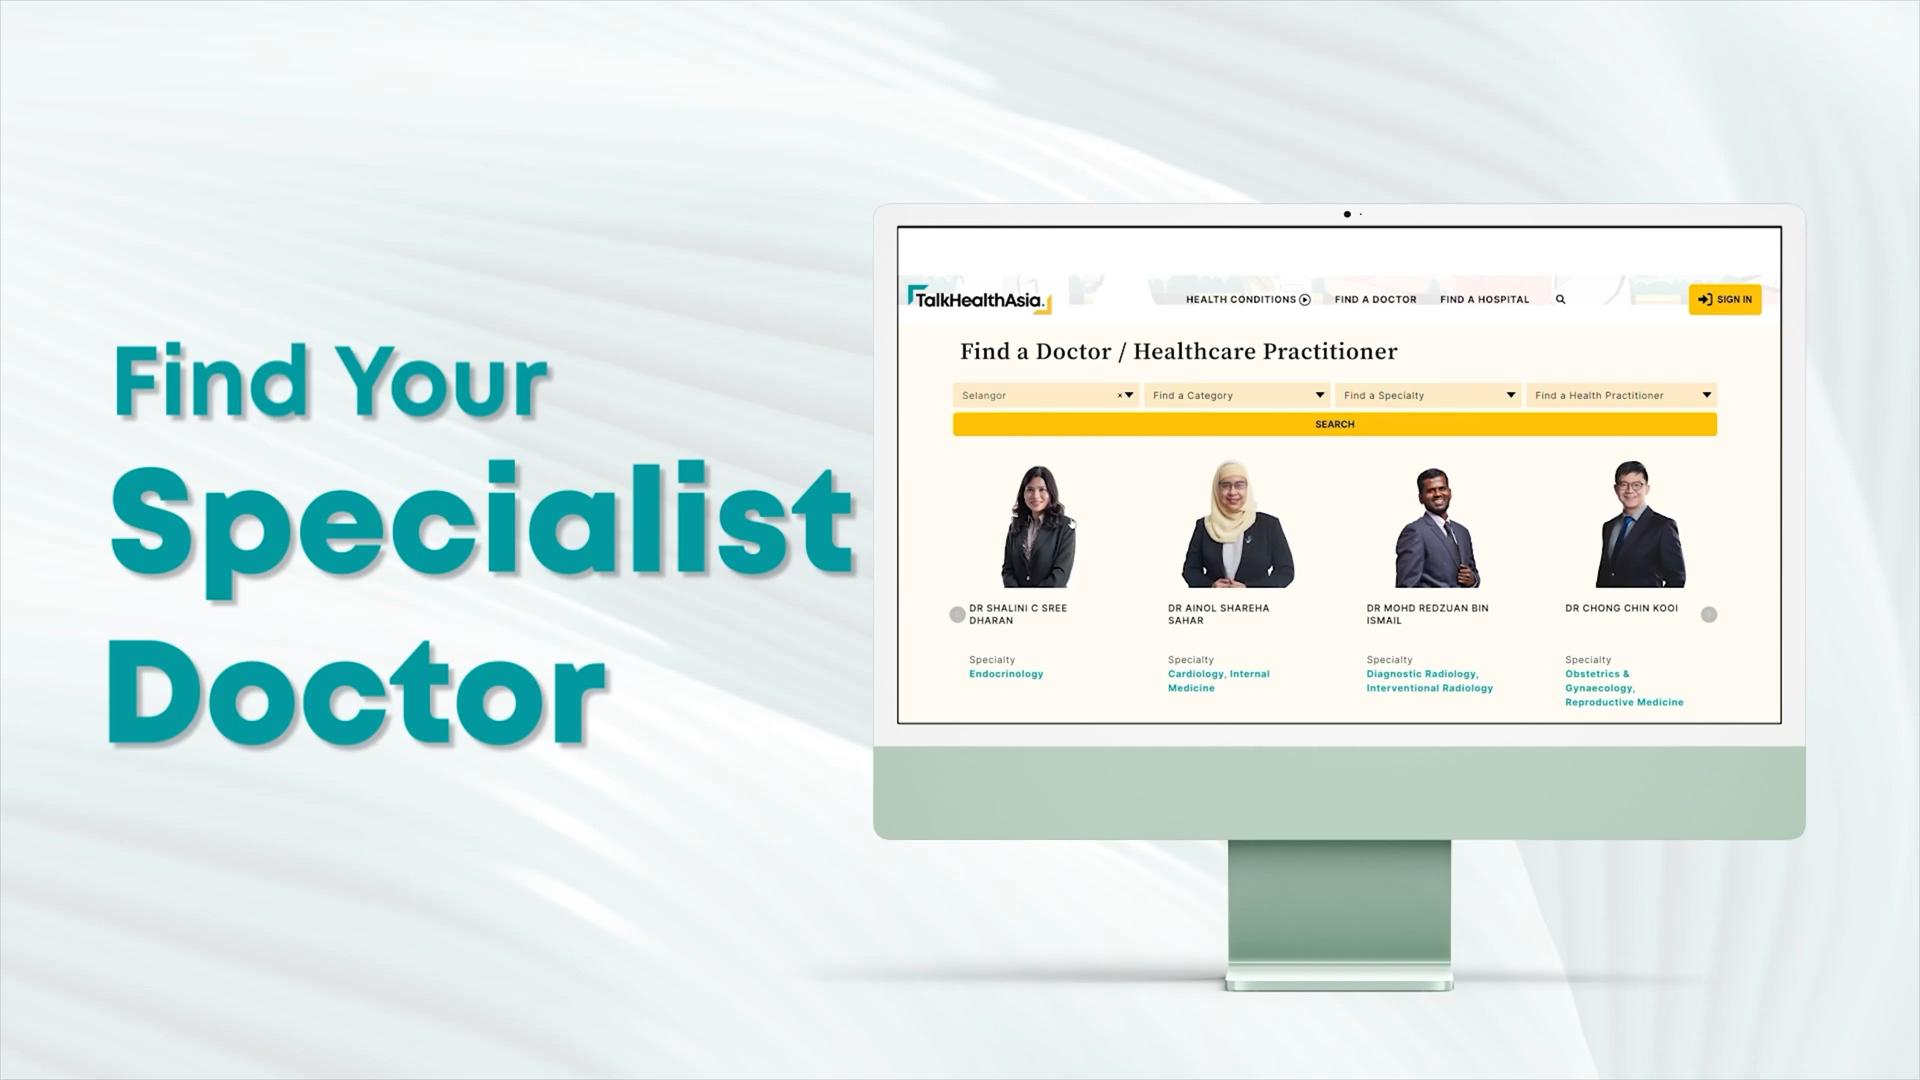 Find Your
Specialist
Doctor
TalkHealthAsia.
HEALTH CONDITIONS
FIND A DOCTOR
FIND A HOSPITAL
SIGN IN
Find a Doctor / Healthcare Practitioner
Selangor
×
Find a Category
Find a Specialty
Find a Health Practitioner
SEARCH
DR SHALINI C SREE
DHARAN
Specialty
Endocrinology
DR AINOL SHAREHA
SAHAR
Specialty
Cardiology, Internal
Medicine
DR MOHD REDZUAN BIN
ISMAIL
Specialty
Diagnostic Radiology,
Interventional Radiology
DR CHONG CHIN KOOI
Specialty
Obstetrics &
Gynaecology,
Reproductive Medicine